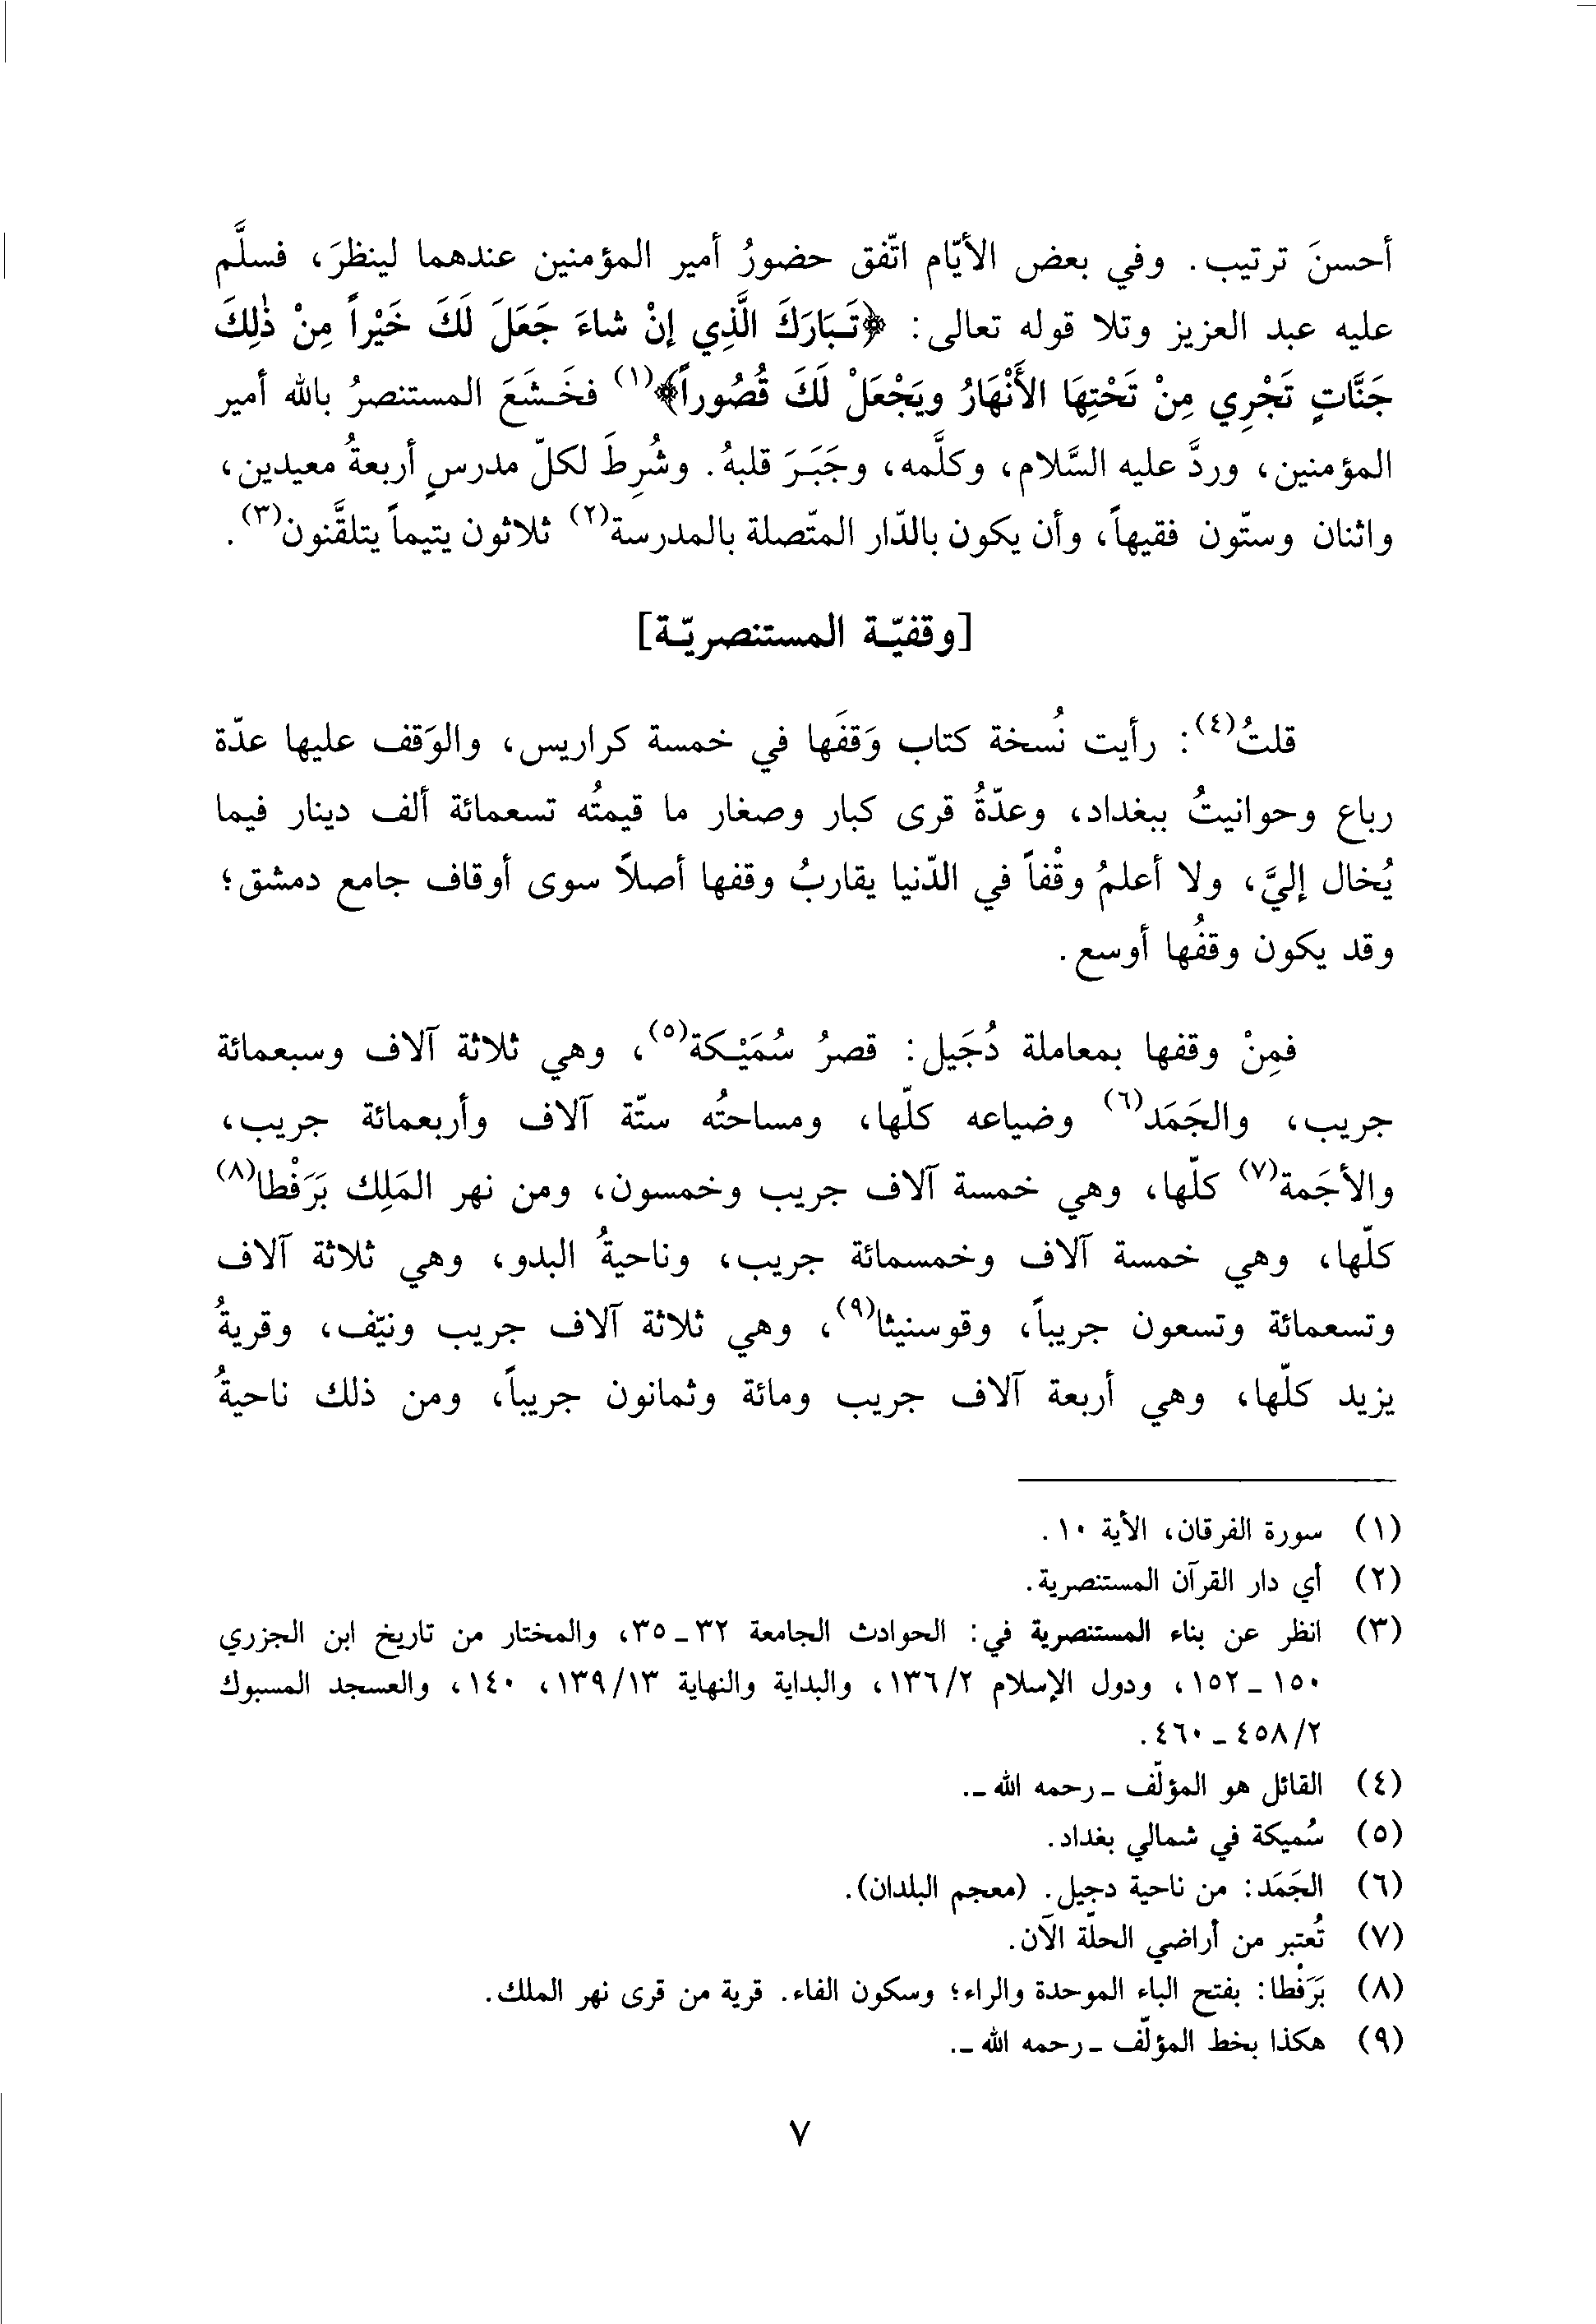 أحسنَ ترتيب. وفي بعض الأيّام اتّفق حضورُ أمير المؤمنين عندهما لينظرَ، فسلَّم
عليه عبد العزيز وتلا قوله تعالى: ﴿تَبَارَكَ الَّذِي إنْ شاءَ جَعَلَ لَكَ خَيْراً مِنْ ذٰلِكَ
جَنَّاتٍ تَجْرِي مِنْ تَحْتِهَا الأَنْهَارُ ويَجْعَلْ لَكَ قُصُوراً﴾(١) فخَشَعَ المستنصرُ بالله أمير
المؤمنين، وردَّ عليه السَّلام، وكلَّمه، وجَبَرَ قلبهُ. وشُرِطَ لكلّ مدرسٍ أربعةُ معيدين،
واثنان وستّون فقيهاً، وأن يكون بالدّار المتّصلة بالمدرسة(٢) ثلاثون يتيماً يتلقَّنون(٣).
[وقفيّة المستنصريّة]
قلتُ(٤): رأيت نُسخة كتاب وَقفَها في خمسة كراريس، والوَقف عليها عدّة
رباع وحوانيتُ ببغداد، وعدّةُ قرى كبار وصغار ما قيمتُه تسعمائة ألف دينار فيما
يُخال إليَّ، ولا أعلمُ وقْفاً في الدّنيا يقاربُ وقفها أصلاً سوى أوقاف جامع دمشق؛
وقد يكون وقفُها أوسع.
فمِنْ وقفها بمعاملة دُجَيل: قصرُ سُمَيْكة(٥)، وهي ثلاثة آلاف وسبعمائة
جريب، والجَمَد(٦) وضياعه كلّها، ومساحتُه ستّة آلاف وأربعمائة جريب،
والأجَمة(٧) كلّها، وهي خمسة آلاف جريب وخمسون، ومن نهر المَلِك بَرَفْطا(٨)
كلّها، وهي خمسة آلاف وخمسمائة جريب، وناحيةُ البدو، وهي ثلاثة آلاف
وتسعمائة وتسعون جريباً، وقوسنيثا(٩)، وهي ثلاثة آلاف جريب ونيّف، وقريةُ
يزيد كلّها، وهي أربعة آلاف جريب ومائة وثمانون جريباً، ومن ذلك ناحيةُ
(١) سورة الفرقان، الأية ١٠.
(٢) أي دار القرآن المستنصرية.
(٣) انظر عن بناء المستنصرية في: الحوادث الجامعة ٣٢ـ٣٥، والمختار من تاريخ ابن الجزري
١٥٠ـ١٥٢، ودول الإسلام ١٣٦/٢، والبداية والنهاية ١٣٩/١٣، ١٤٠، والعسجد المسبوك
٤٥٨/٢ ـ ٤٦٠.
(٤) القائل هو المؤلّف ـ رحمه الله ـ.
(٥) سُميكة في شمالي بغداد.
(٦) الجَمَد: من ناحية دجيل. (معجم البلدان).
(٧) تُعتبر من أراضي الحلّة الآن.
(٨) بَرَفْطا: بفتح الباء الموحدة والراء؛ وسكون الفاء. قرية من قرى نهر الملك.
(٩) هكذا بخط المؤلّف ـ رحمه الله ـ.
٧